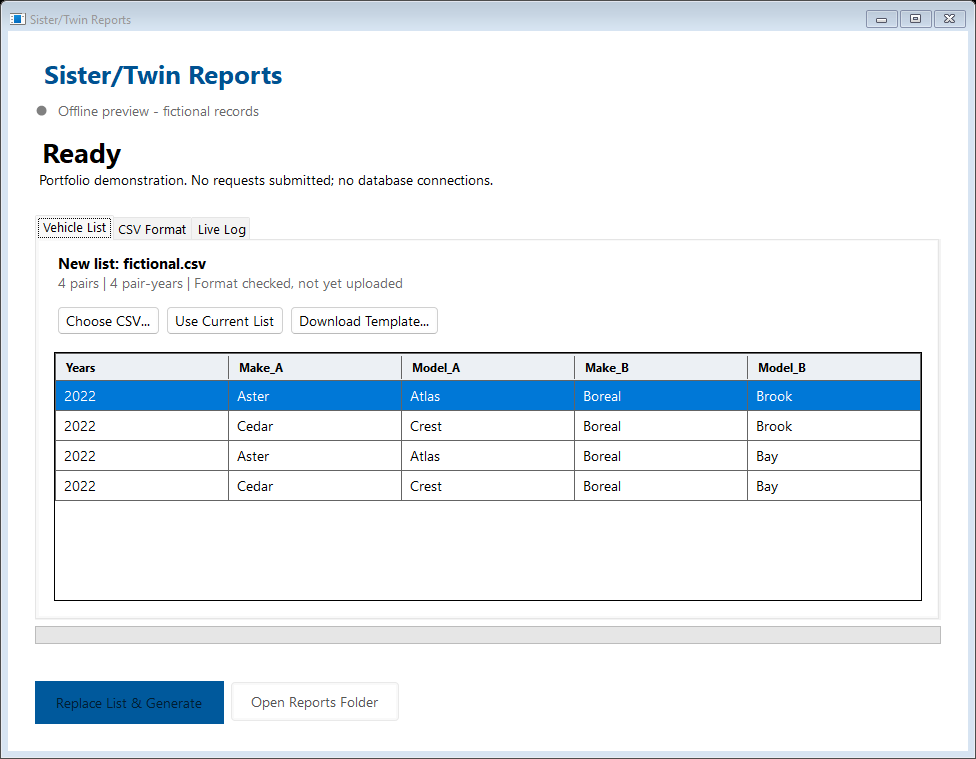 Sister/Twin Reports
Sister/Twin Reports
Offline preview - fictional records
Ready
Portfolio demonstration. No requests submitted; no database connections.
Vehicle List CSV Format Live Log
New list: fictional.csv
4 pairs | 4 pair-years | Format checked, not yet uploaded
Choose CSV... Use Current List Download Template...
Years Make_A Model_A Make_B Model_B
2022 Aster Atlas Boreal Brook
2022 Cedar Crest Boreal Brook
2022 Aster Atlas Boreal Bay
2022 Cedar Crest Boreal Bay
Replace List & Generate Open Reports Folder